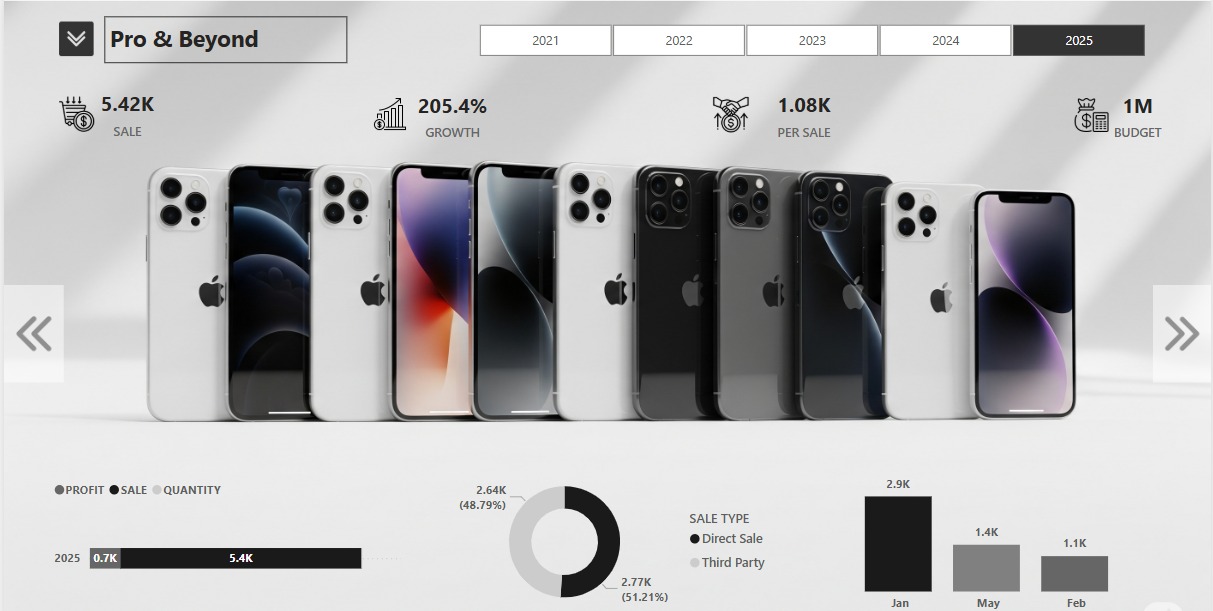 Pro & Beyond
2021 2022 2023 2024 2025
5.42K
SALE
205.4%
GROWTH
1.08K
PER SALE
1M
BUDGET
PROFIT SALE QUANTITY
2025 0.7K 5.4K
2.64K
(48.79%)
2.77K
(51.21%)
SALE TYPE
Direct Sale
Third Party
2.9K
1.4K
1.1K
Jan May Feb